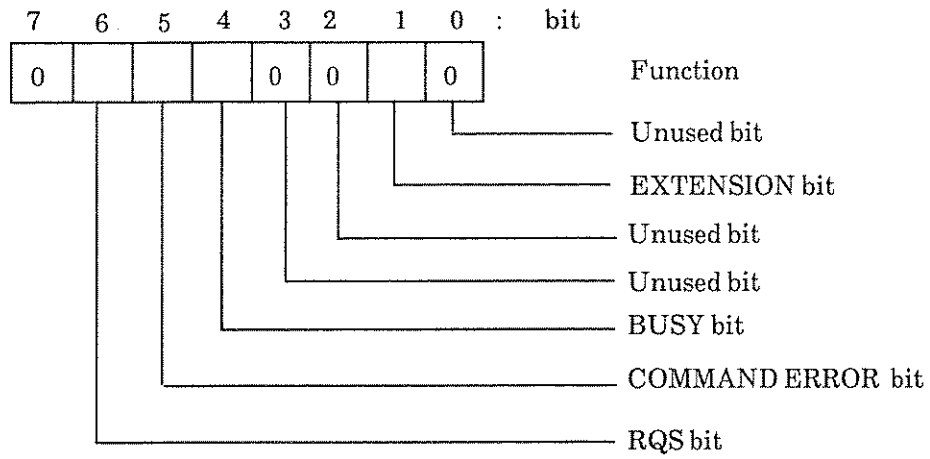 7 6 5 4 3 2 1 0 : bit
0 0 0 0 Function
Unused bit
EXTENSION bit
Unused bit
Unused bit
BUSY bit
COMMAND ERROR bit
RQS bit